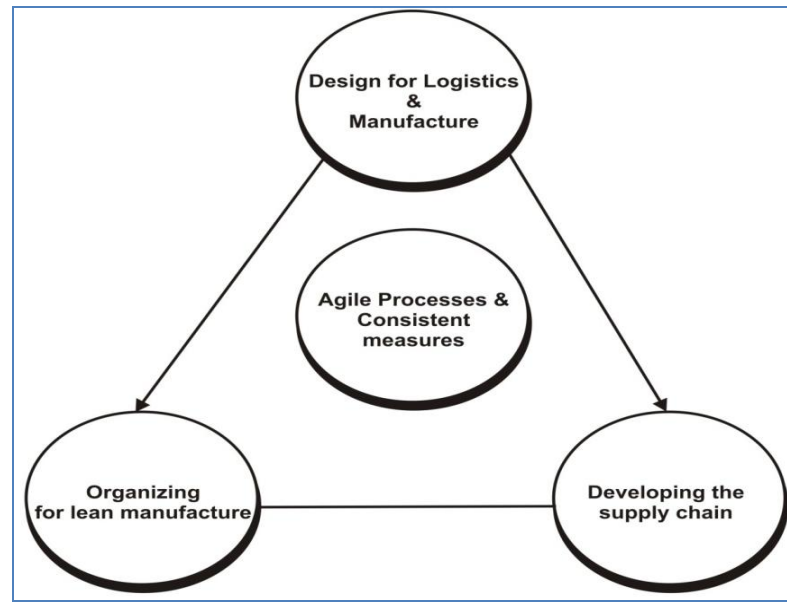 Design for Logistics
&
Manufacture
Agile Processes &
Consistent
measures
Organizing
for lean manufacture
Developing the
supply chain